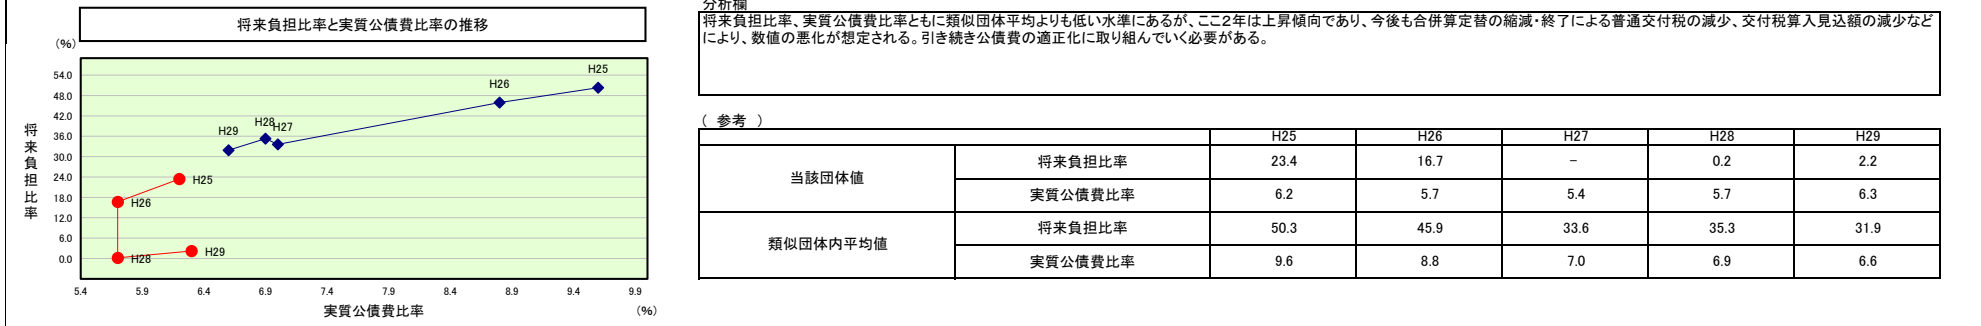 将来負担比率と実質公債費比率の推移
(%)
54.0
48.0
42.0
36.0
30.0
24.0
18.0
12.0
6.0
0.0
将来負担比率
H25
H26
H27
H28
H29
H25
H26
H28
H29
5.4 5.9 6.4 6.9 7.4 7.9 8.4 8.9 9.4 9.9
実質公債費比率
(%)
分析欄
将来負担比率、実質公債費比率ともに類似団体平均よりも低い水準にあるが、ここ2年は上昇傾向であり、今後も合併算定替の縮減・終了による普通交付税の減少、交付税算入見込額の減少など
により、数値の悪化が想定される。引き続き公債費の適正化に取り組んでいく必要がある。
( 参考 )
H25 H26 H27 H28 H29
当該団体値
将来負担比率 23.4 16.7 － 0.2 2.2
実質公債費比率 6.2 5.7 5.4 5.7 6.3
類似団体内平均値
将来負担比率 50.3 45.9 33.6 35.3 31.9
実質公債費比率 9.6 8.8 7.0 6.9 6.6